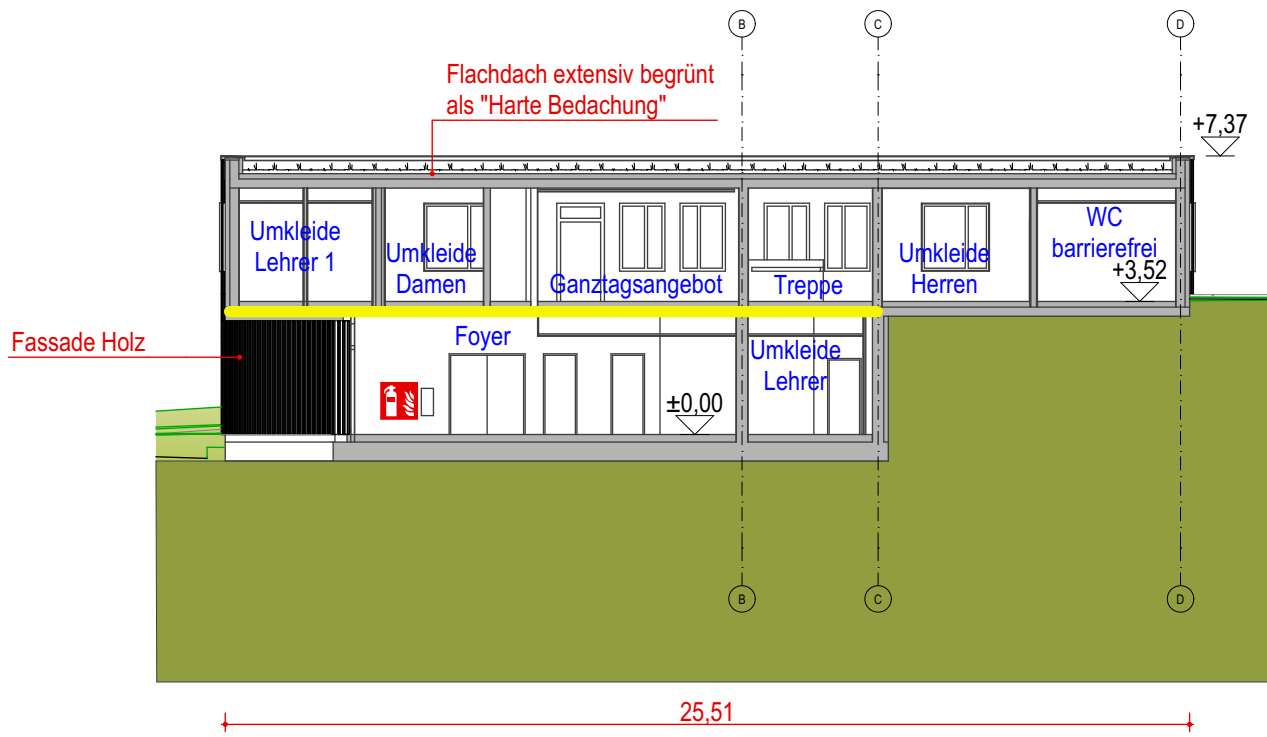 B
C
D
Flachdach extensiv begrünt
als "Harte Bedachung"
+7,37
Umkleide
Lehrer 1
Umkleide
Damen
Ganztagsangebot
Treppe
Umkleide
Herren
WC
barrierefrei
+3,52
Fassade Holz
Foyer
Umkleide
Lehrer
±0,00
B
C
D
25,51